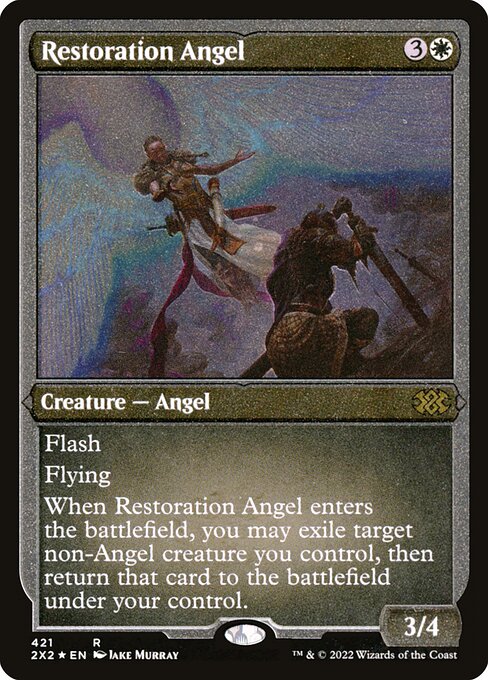 Restoration Angel 3
Creature — Angel
Flash
Flying
When Restoration Angel enters
the battlefield, you may exile target
non-Angel creature you control, then
return that card to the battlefield
under your control.
3/4
421 R
2X2 ★ EN Jake Murray
™ & © 2022 Wizards of the Coast